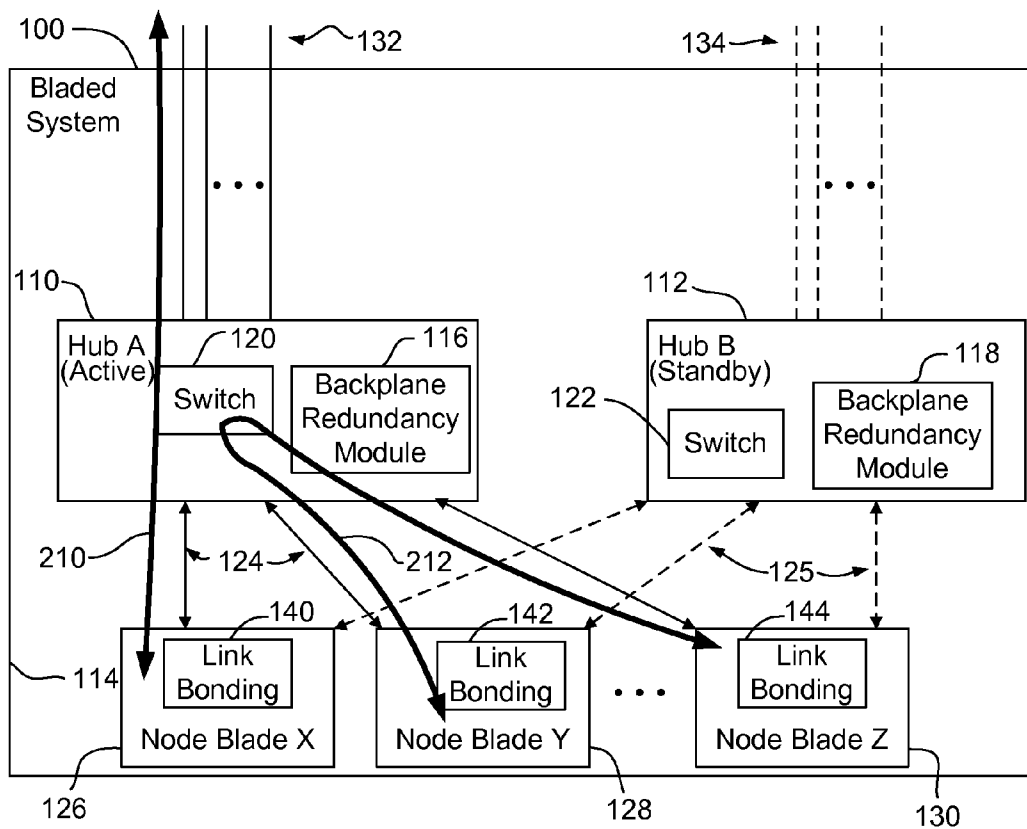 100
132
134
Bladed
System
• • •
• • •
110
112
Hub A
(Active)
120
116
Switch
Backplane
Redundancy
Module
Hub B
(Standby)
118
122
Switch
Backplane
Redundancy
Module
210
124
212
125
140
142
144
114
Link
Bonding
Node Blade X
Link
Bonding
Node Blade Y
• • •
Link
Bonding
Node Blade Z
126
128
130